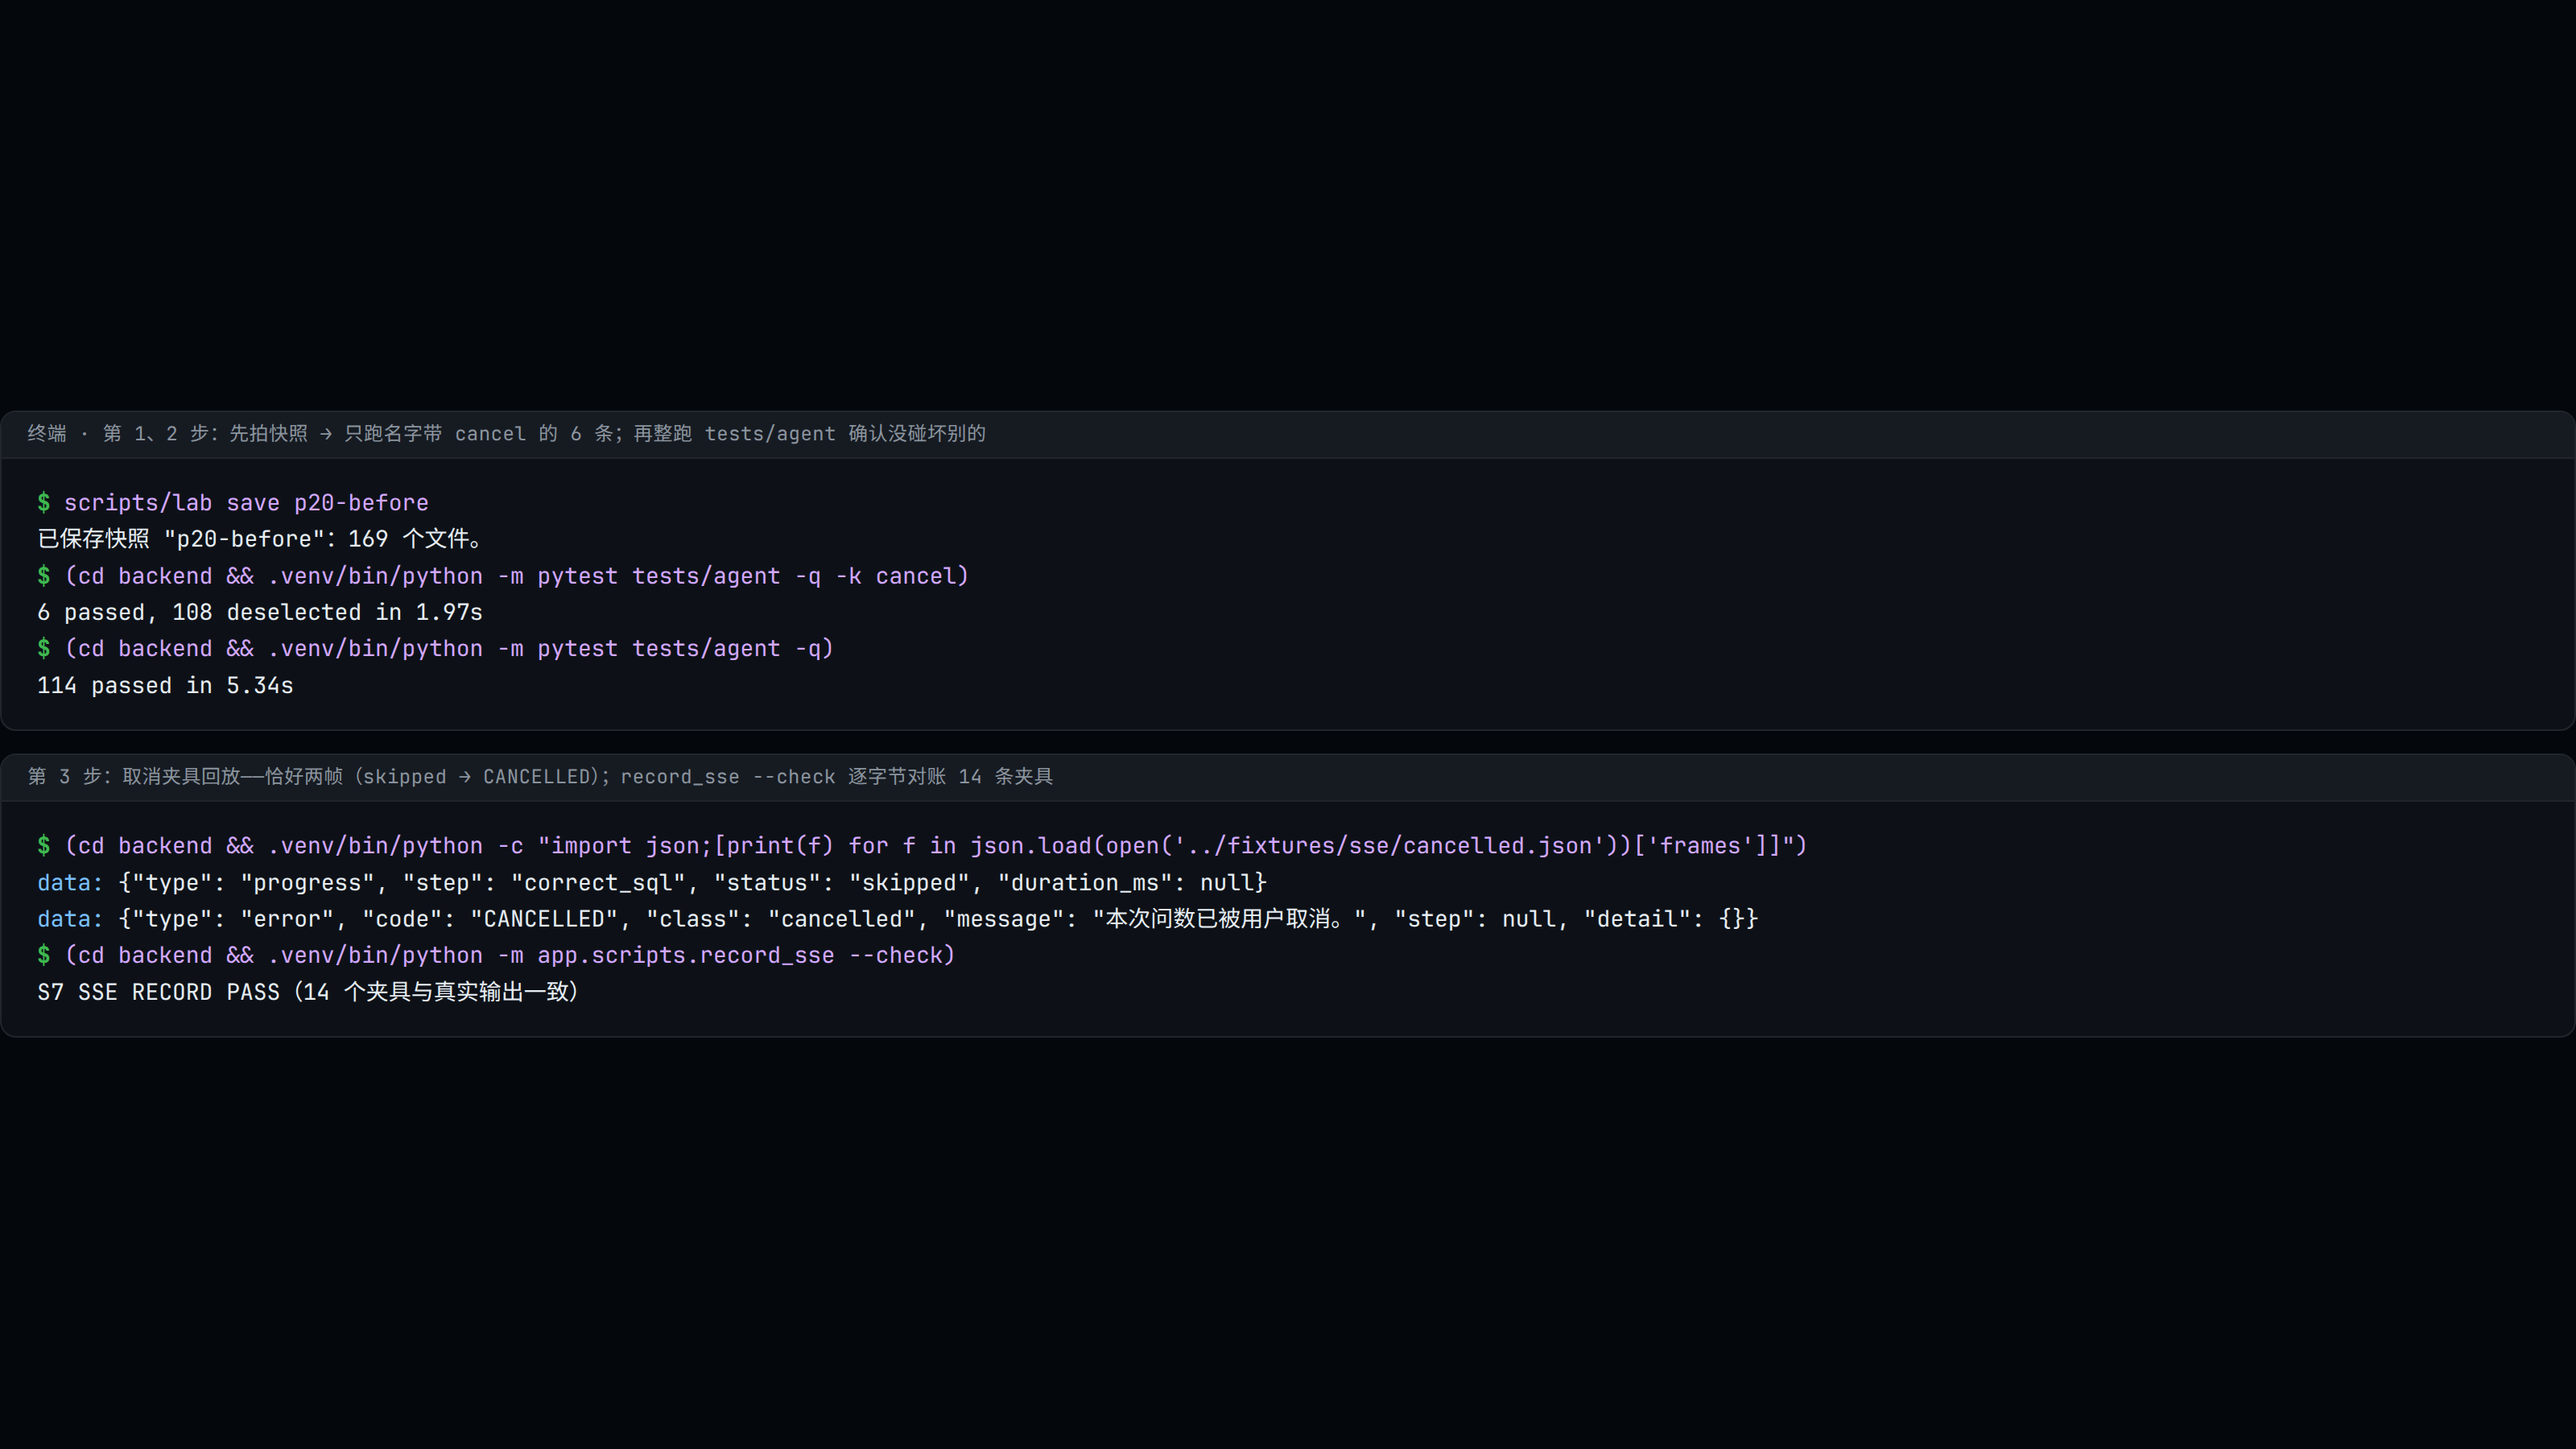 终端 · 第 1、2 步：先拍快照 → 只跑名字带 cancel 的 6 条；再整跑 tests/agent 确认没碰坏别的
$ scripts/lab save p20-before
已保存快照 "p20-before"：169 个文件。
$ (cd backend && .venv/bin/python -m pytest tests/agent -q -k cancel)
6 passed, 108 deselected in 1.97s
$ (cd backend && .venv/bin/python -m pytest tests/agent -q)
114 passed in 5.34s
第 3 步：取消夹具回放——恰好两帧（skipped → CANCELLED）；record_sse --check 逐字节对账 14 条夹具
$ (cd backend && .venv/bin/python -c "import json;[print(f) for f in json.load(open('../fixtures/sse/cancelled.json'))['frames']]")
data: {"type": "progress", "step": "correct_sql", "status": "skipped", "duration_ms": null}
data: {"type": "error", "code": "CANCELLED", "class": "cancelled", "message": "本次问数已被用户取消。", "step": null, "detail": {}}
$ (cd backend && .venv/bin/python -m app.scripts.record_sse --check)
S7 SSE RECORD PASS（14 个夹具与真实输出一致）